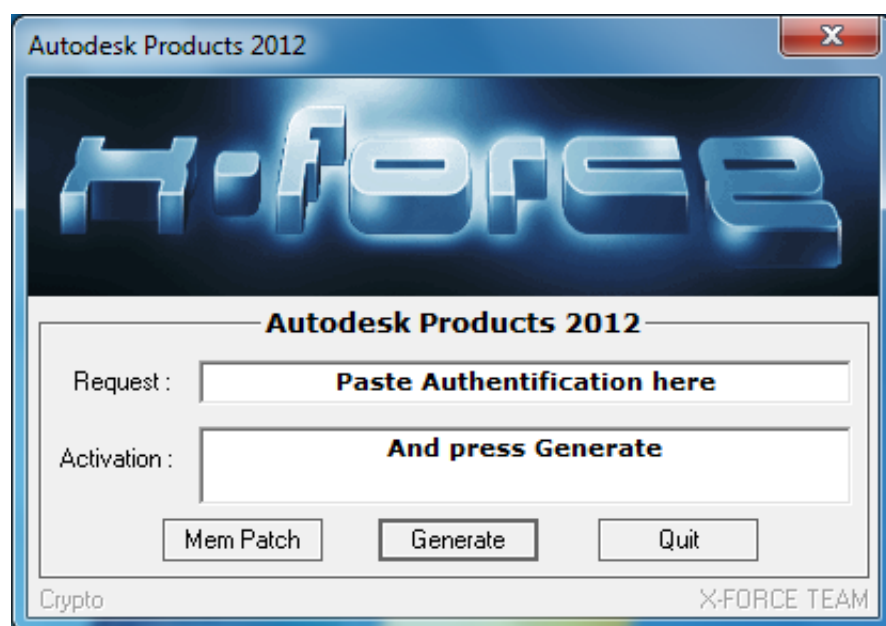 Autodesk Products 2012
x-force
Autodesk Products 2012
Request : Paste Authentification here
Activation : And press Generate
Mem Patch Generate Quit
Crypto X-FORCE TEAM